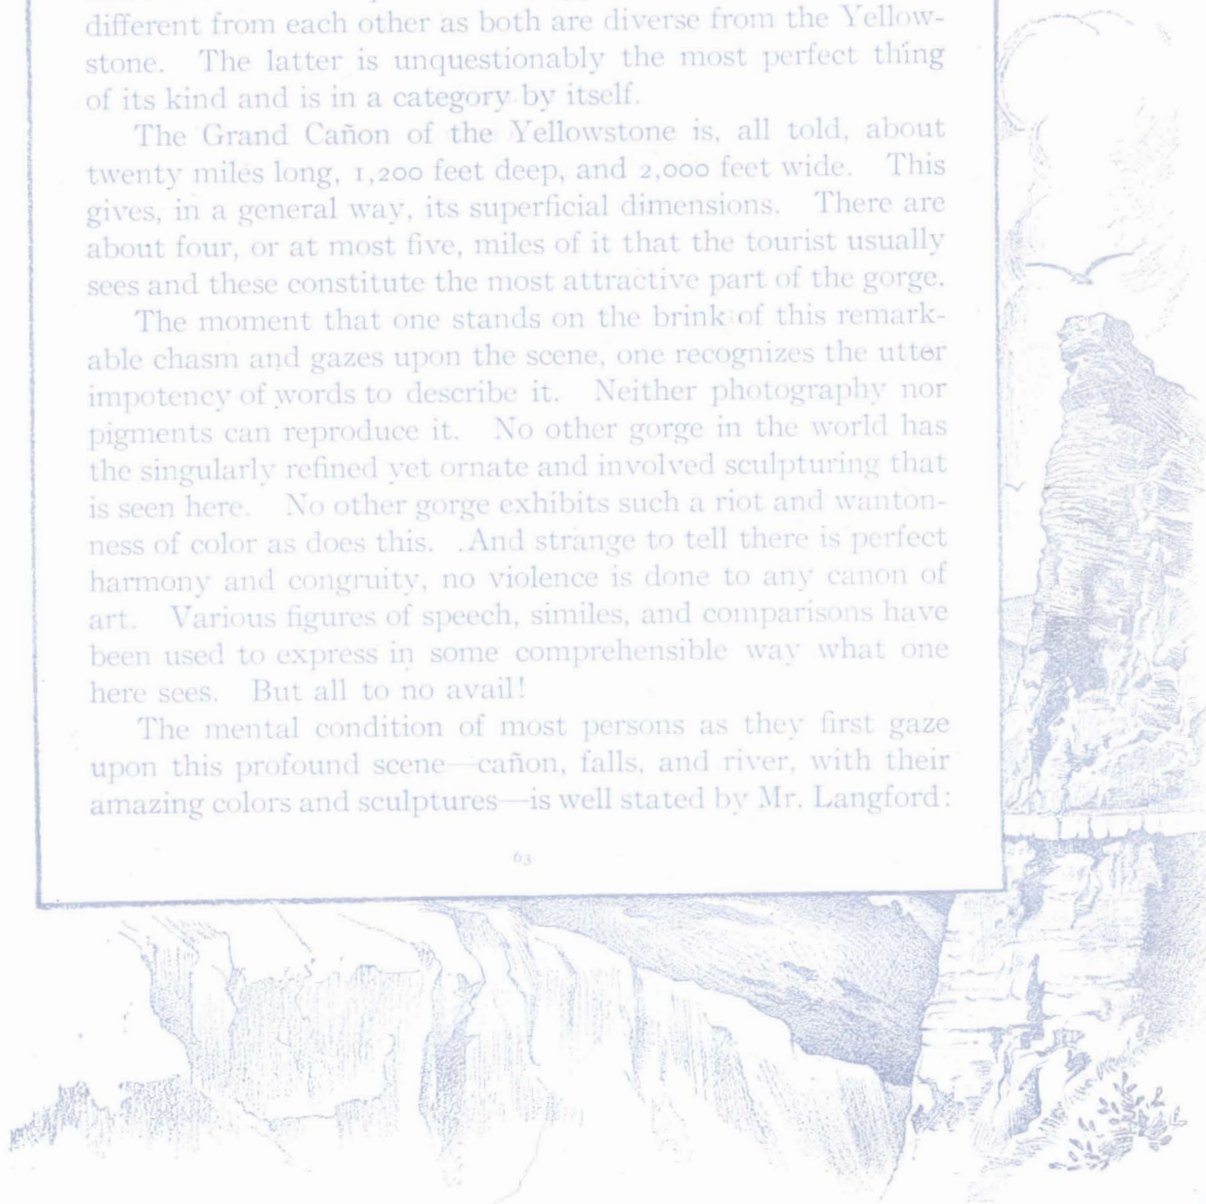 different from each other as both are diverse from the Yellow-
stone. The latter is unquestionably the most perfect thing
of its kind and is in a category by itself.
The Grand Cañon of the Yellowstone is, all told, about
twenty miles long, 1,200 feet deep, and 2,000 feet wide. This
gives, in a general way, its superficial dimensions. There are
about four, or at most five, miles of it that the tourist usually
sees and these constitute the most attractive part of the gorge.
The moment that one stands on the brink of this remark-
able chasm and gazes upon the scene, one recognizes the utter
impotency of words to describe it. Neither photography nor
pigments can reproduce it. No other gorge in the world has
the singularly refined yet ornate and involved sculpturing that
is seen here. No other gorge exhibits such a riot and wanton-
ness of color as does this. And strange to tell there is perfect
harmony and congruity, no violence is done to any canon of
art. Various figures of speech, similes, and comparisons have
been used to express in some comprehensible way what one
here sees. But all to no avail!
The mental condition of most persons as they first gaze
upon this profound scene—cañon, falls, and river, with their
amazing colors and sculptures—is well stated by Mr. Langford:
63